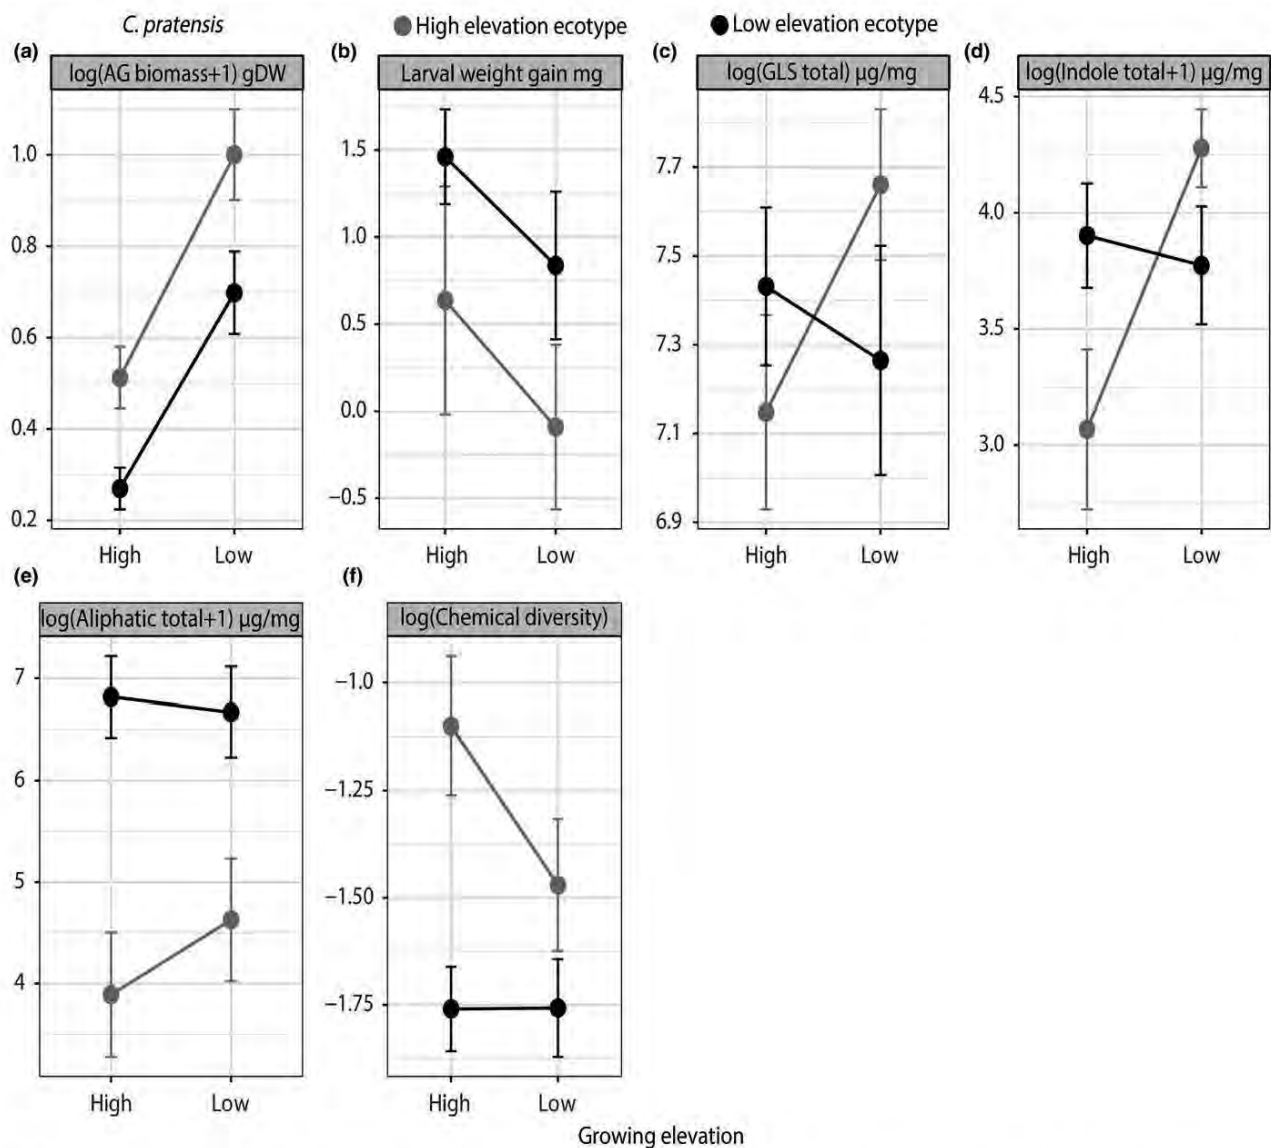 C. pratensis
High elevation ecotype
Low elevation ecotype
(a)
log(AG biomass+1) gDW
1.0
0.8
0.6
0.4
0.2
High Low
(b)
Larval weight gain mg
1.5
1.0
0.5
0.0
−0.5
High Low
(c)
log(GLS total) µg/mg
7.7
7.5
7.3
7.1
6.9
High Low
(d)
log(Indole total+1) µg/mg
4.5
4.0
3.5
3.0
High Low
(e)
log(Aliphatic total+1) µg/mg
7
6
5
4
High Low
(f)
log(Chemical diversity)
−1.0
−1.25
−1.50
−1.75
High Low
Growing elevation